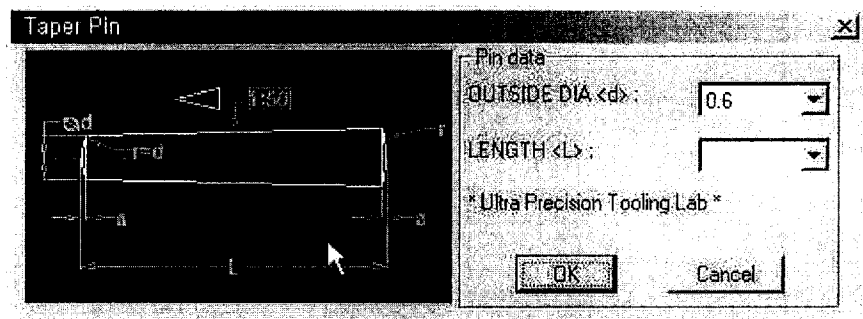 Taper Pin
Pin data
OUTSIDE DIA <d> :
0.6
LENGTH <L> :
* Ultra Precision Tooling Lab *
OK
Cancel
1:50
Ød
r=d
r
a
a
L